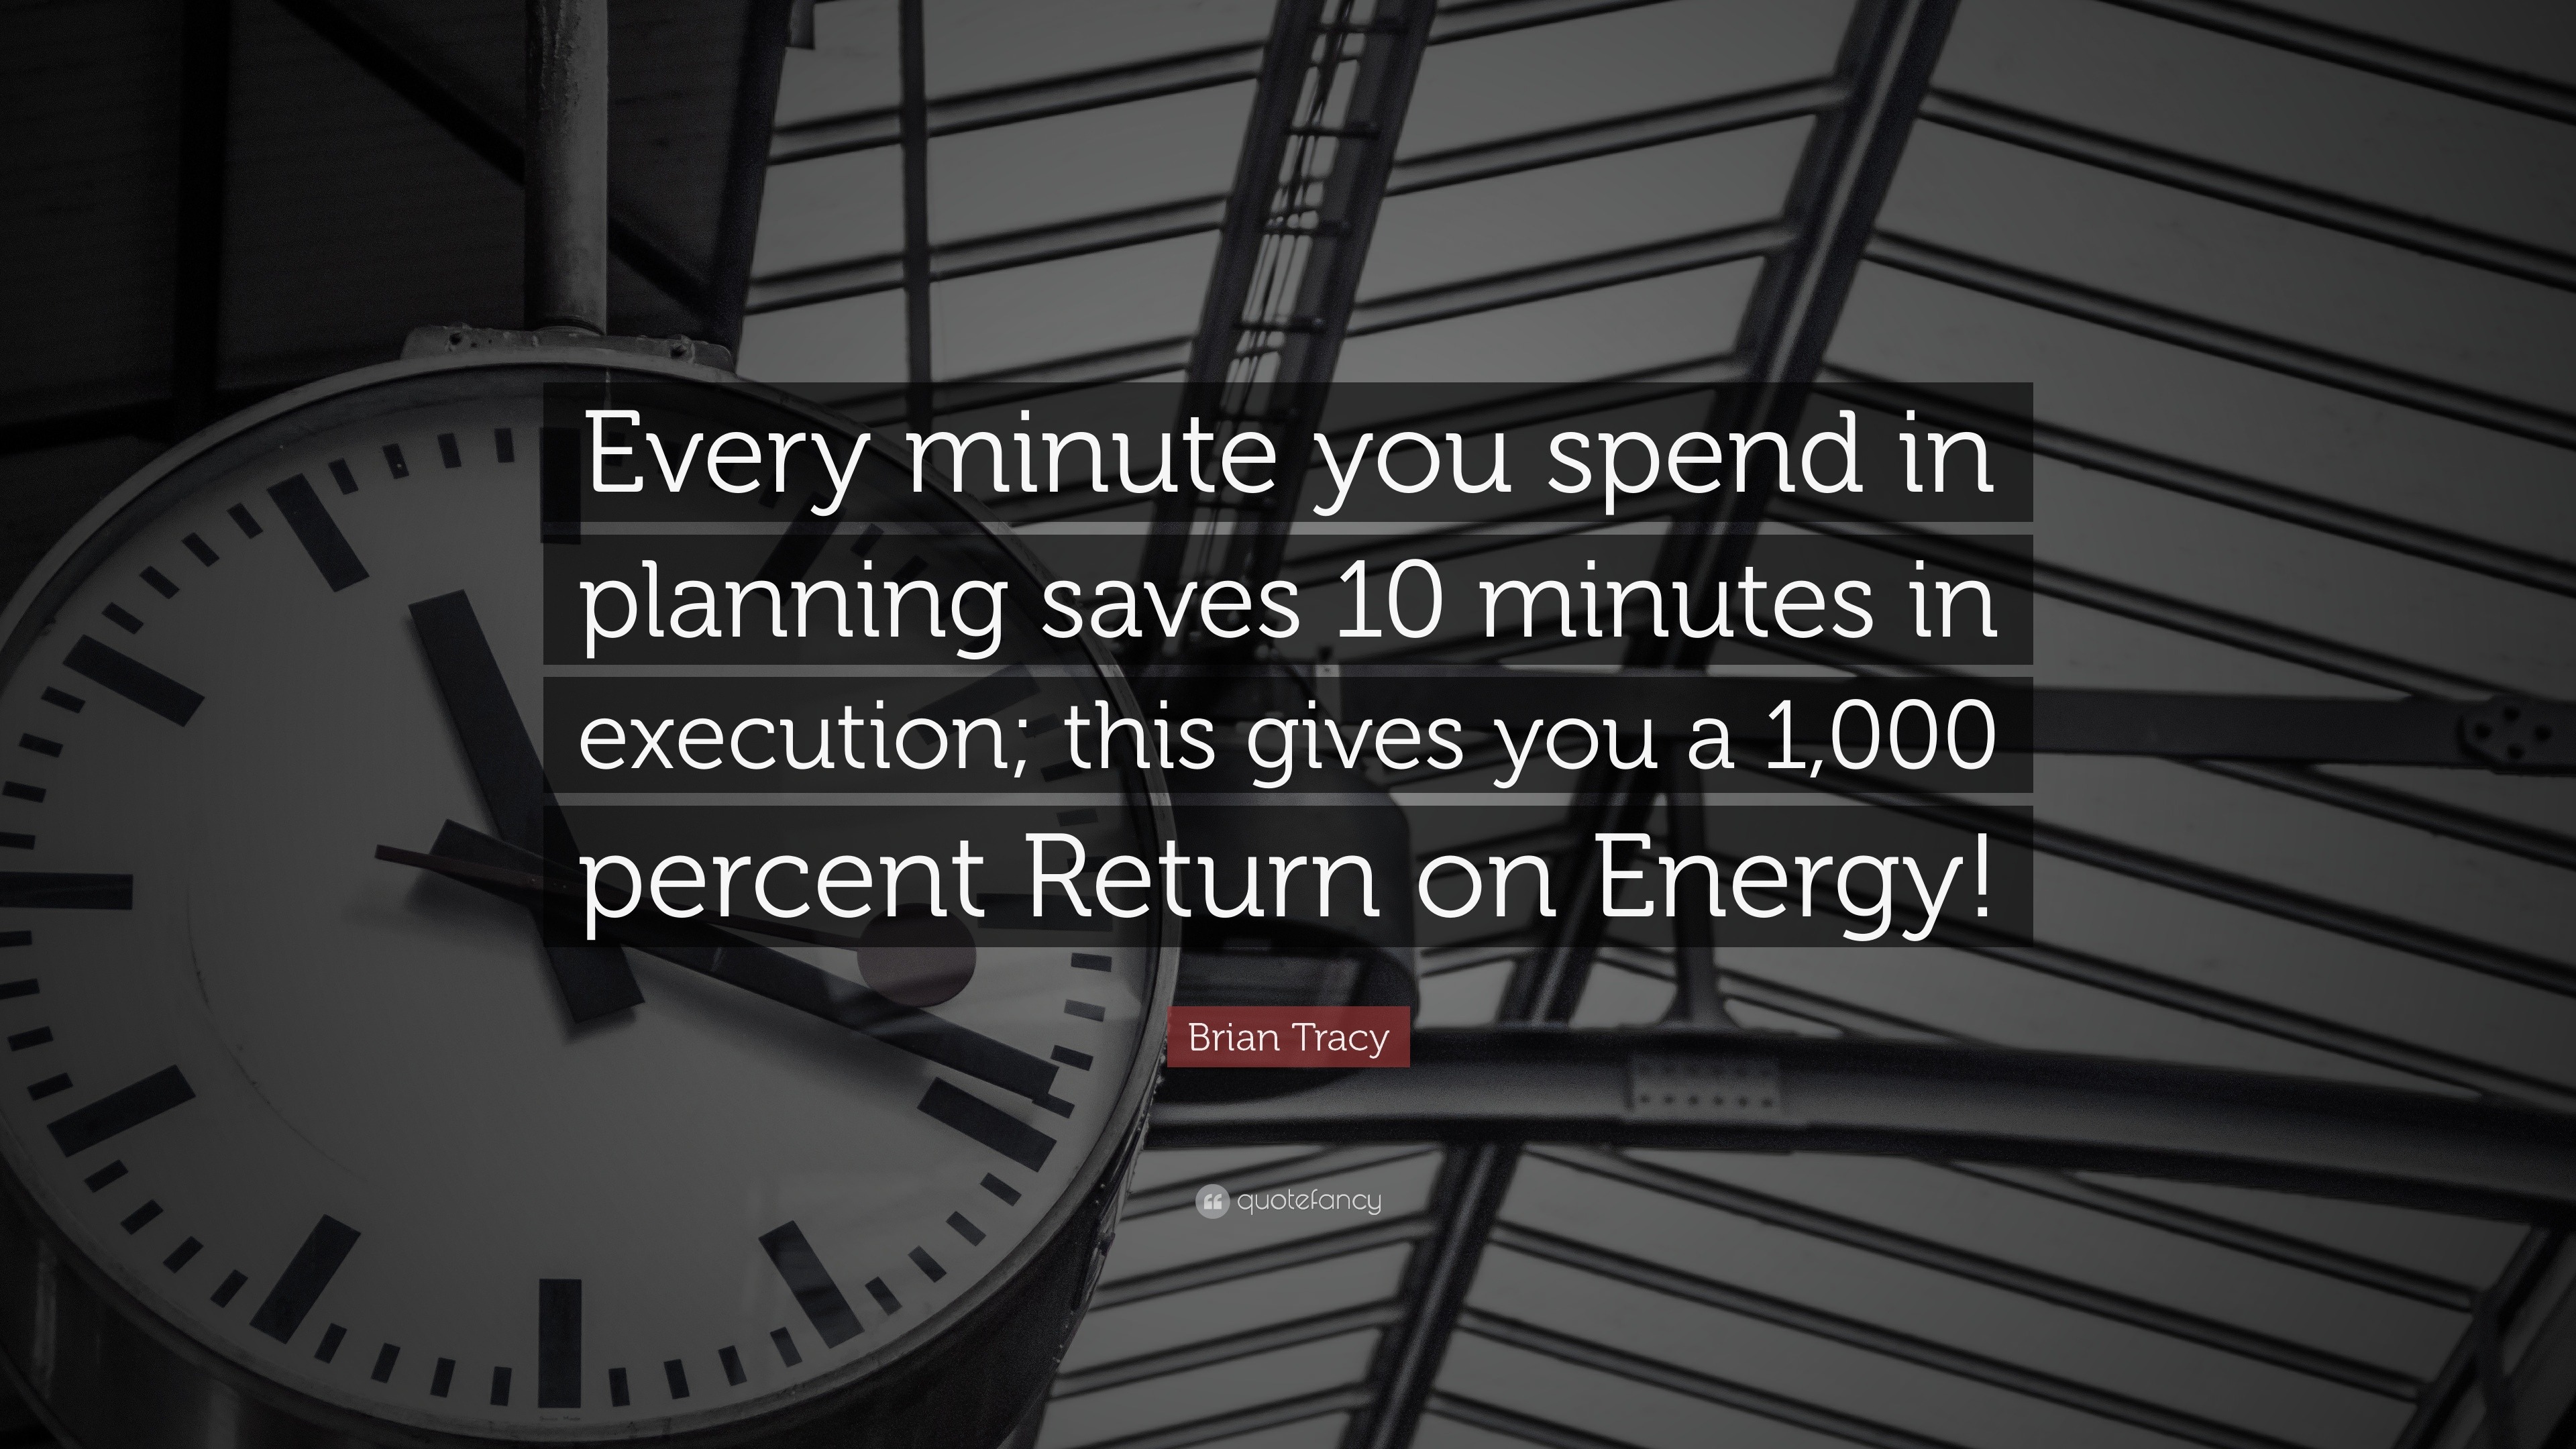 Every minute you spend in
planning saves 10 minutes in
execution; this gives you a 1,000
percent Return on Energy!
Brian Tracy
quotefancy